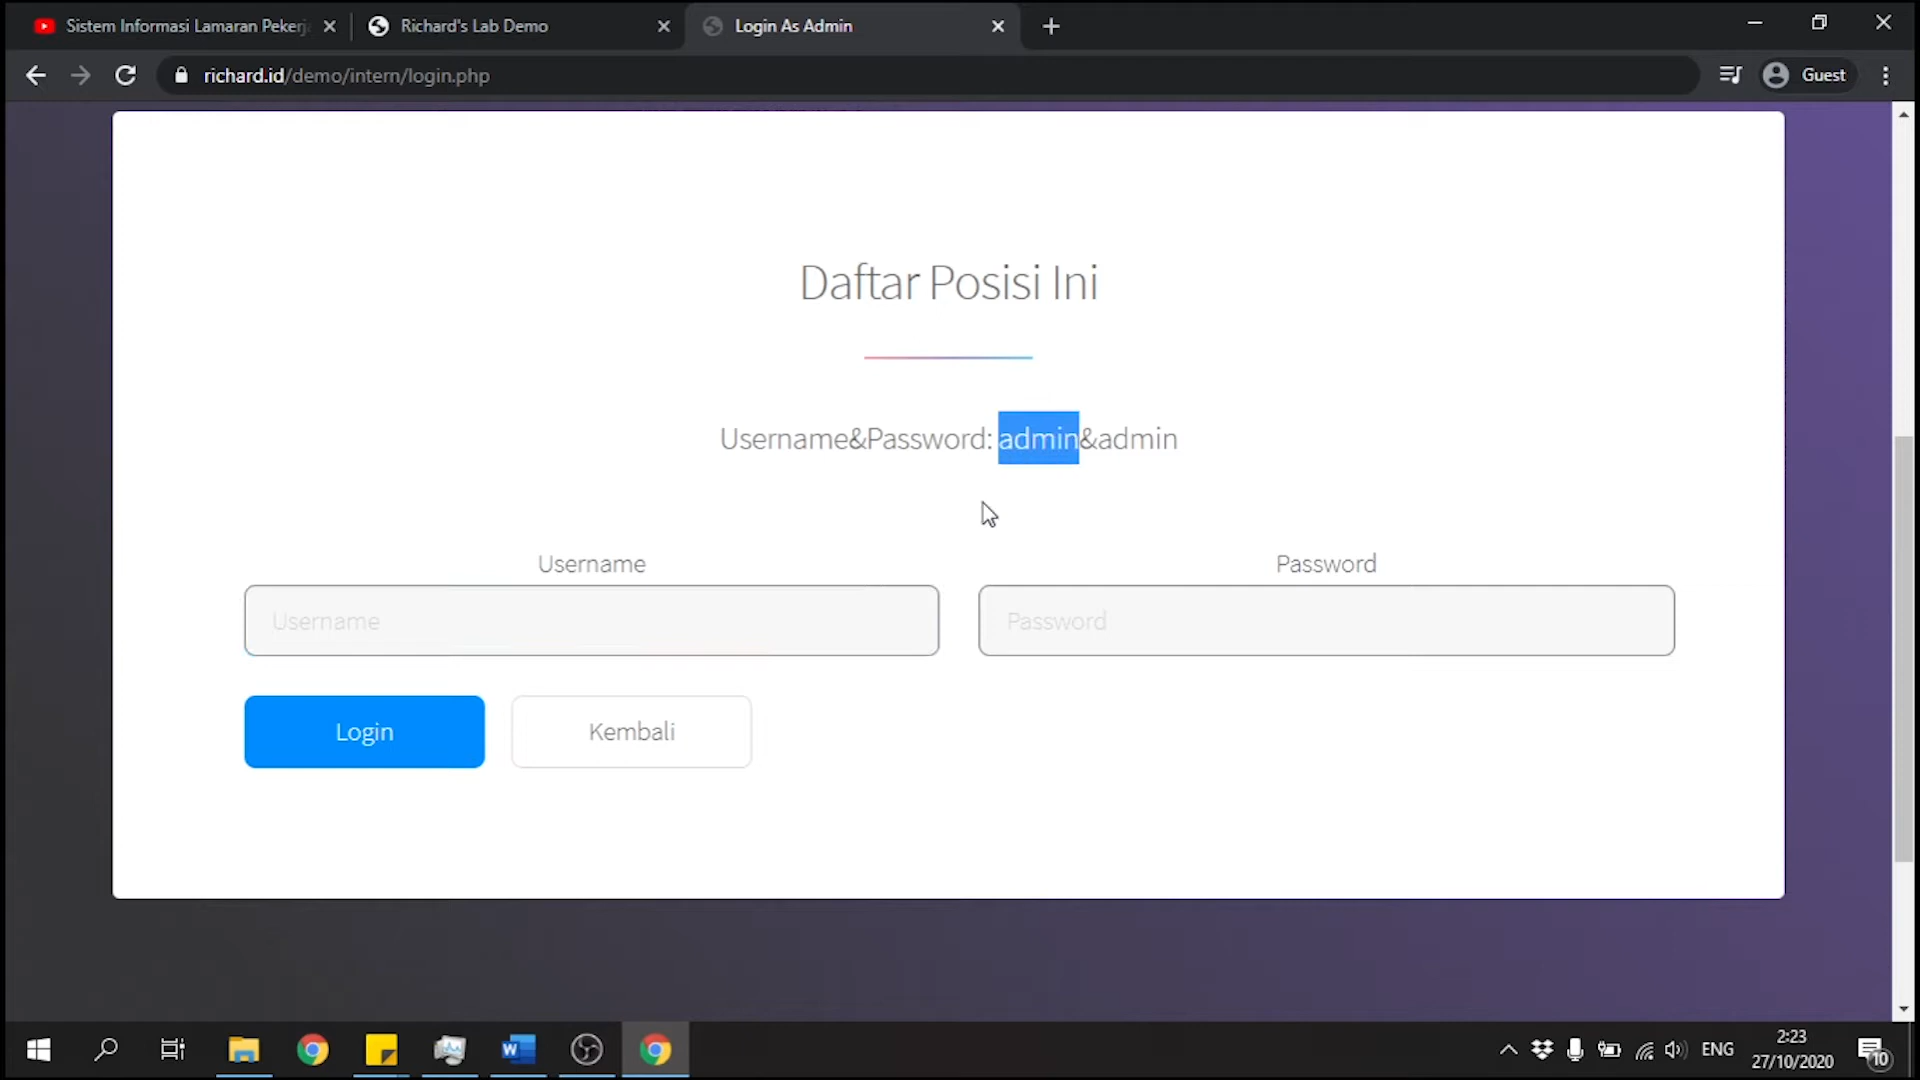 Sistem Informasi Lamaran Pekerj
Richard's Lab Demo
Login As Admin
richard.id/demo/intern/login.php
Guest
Daftar Posisi Ini
Username&Password: admin&admin
Username
Password
Username
Password
Login
Kembali
ENG
2:23
27/10/2020
10